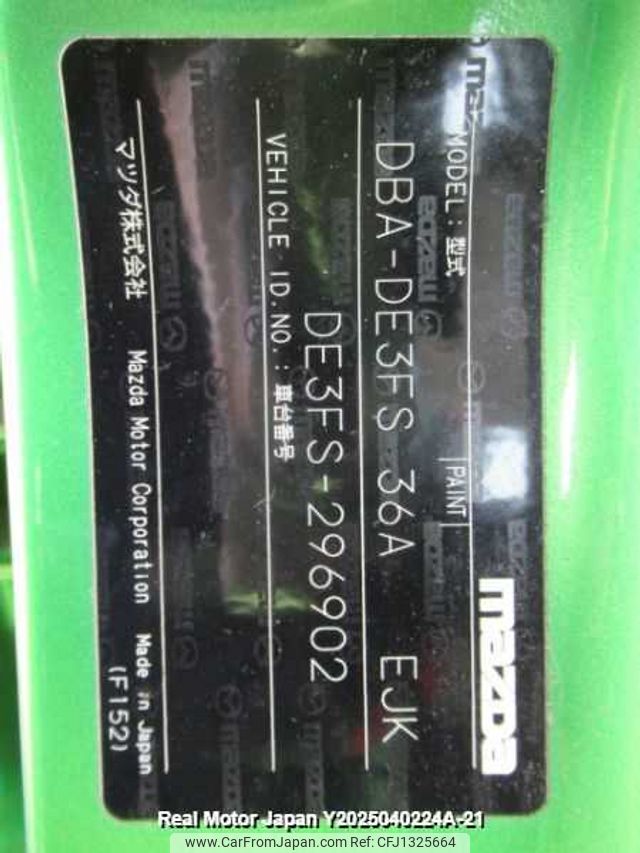 mazda
MODEL：型式 PAINT
DBA-DE3FS 36A EJK
VEHICLE ID.NO.：車台番号
DE3FS-296902
マツダ株式会社 Mazda Motor Corporation Made in Japan
(F152)
Real Motor Japan Y2025040224A-21
www.CarFromJapan.com - CFJ1325664